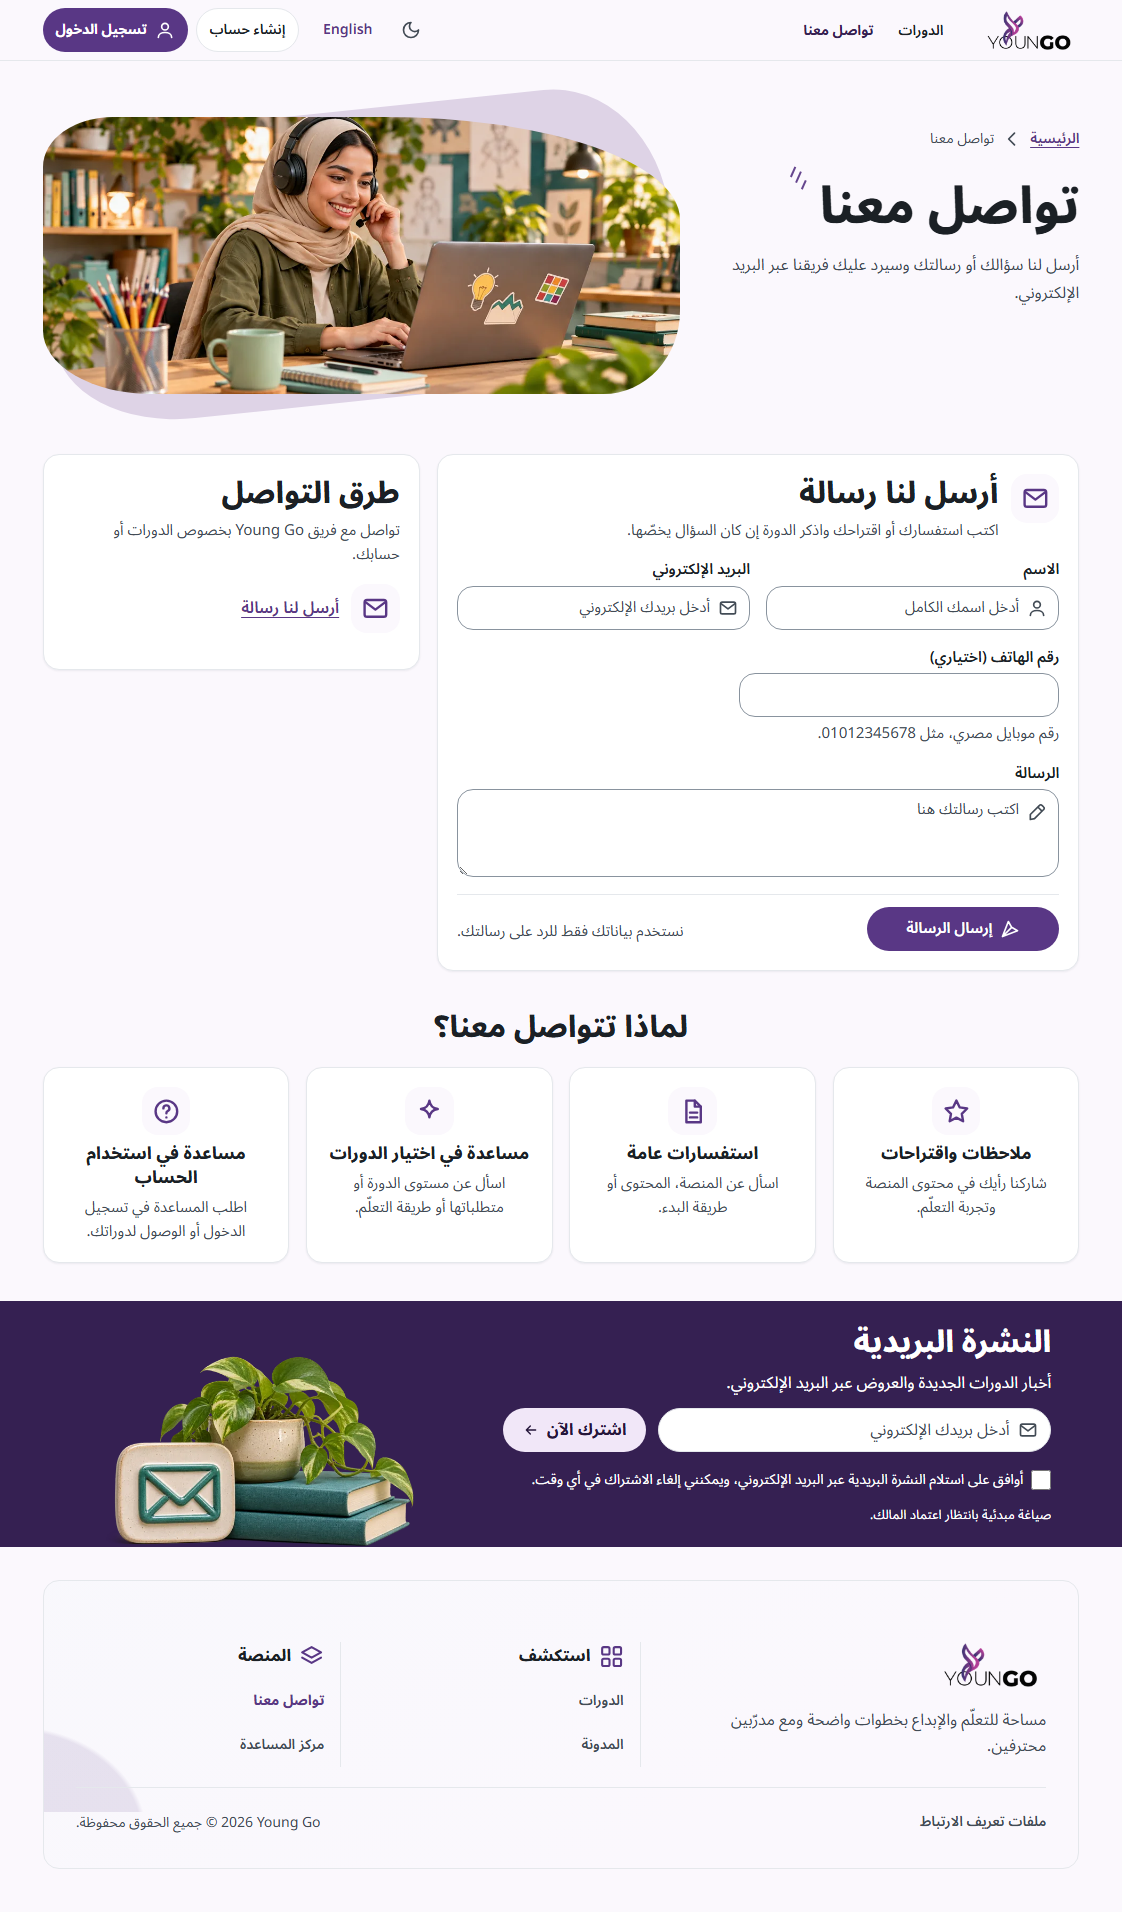 YOUNGO
الدورات
تواصل معنا
English
إنشاء حساب
تسجيل الدخول
الرئيسية
تواصل معنا
تواصل معنا
أرسل لنا سؤالك أو رسالتك وسيرد عليك فريقنا عبر البريد
الإلكتروني.
أرسل لنا رسالة
اكتب استفسارك أو اقتراحك واذكر الدورة إن كان السؤال يخصّها.
الاسم
البريد الإلكتروني
أدخل اسمك الكامل
أدخل بريدك الإلكتروني
رقم الهاتف (اختياري)
رقم موبايل مصري، مثل 01012345678.
الرسالة
اكتب رسالتك هنا
إرسال الرسالة
نستخدم بياناتك فقط للرد على رسالتك.
طرق التواصل
تواصل مع فريق Young Go بخصوص الدورات أو
حسابك.
أرسل لنا رسالة
لماذا تتواصل معنا؟
ملاحظات واقتراحات
شاركنا رأيك في محتوى المنصة
وتجربة التعلّم.
استفسارات عامة
اسأل عن المنصة، المحتوى أو
طريقة البدء.
مساعدة في اختيار الدورات
اسأل عن مستوى الدورة أو
متطلباتها أو طريقة التعلّم.
مساعدة في استخدام
الحساب
اطلب المساعدة في تسجيل
الدخول أو الوصول لدوراتك.
النشرة البريدية
أخبار الدورات الجديدة والعروض عبر البريد الإلكتروني.
أدخل بريدك الإلكتروني
اشترك الآن
أوافق على استلام النشرة البريدية عبر البريد الإلكتروني، ويمكنني إلغاء الاشتراك في أي وقت.
صياغة مبدئية بانتظار اعتماد المالك.
YOUNGO
مساحة للتعلّم والإبداع بخطوات واضحة ومع مدرّبين
محترفين.
استكشف
الدورات
المدونة
المنصة
تواصل معنا
مركز المساعدة
ملفات تعريف الارتباط
Young Go 2026 © جميع الحقوق محفوظة.